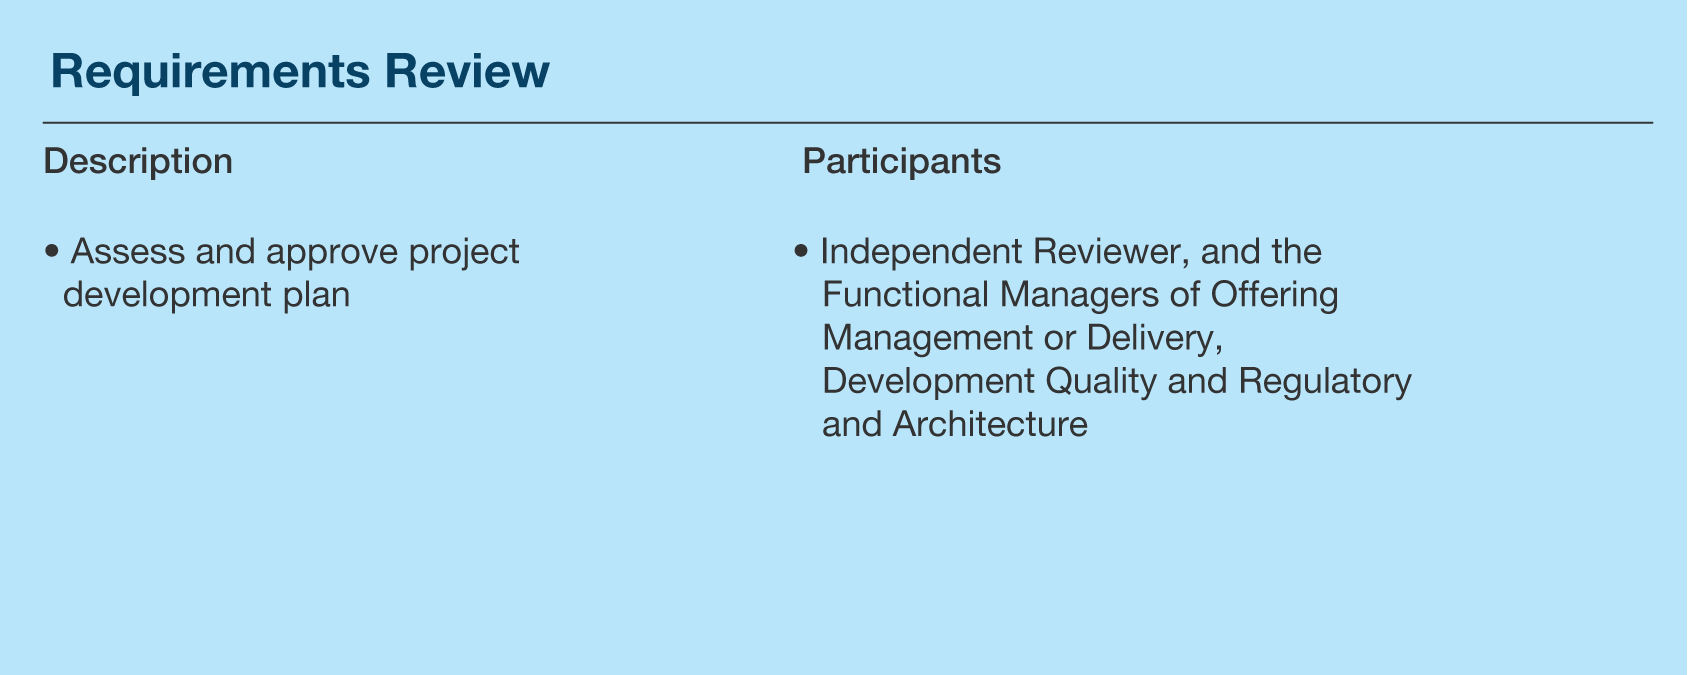 Requirements Review
Description
• Assess and approve project
development plan
Participants
• Independent Reviewer, and the
Functional Managers of Offering
Management or Delivery,
Development Quality and Regulatory
and Architecture